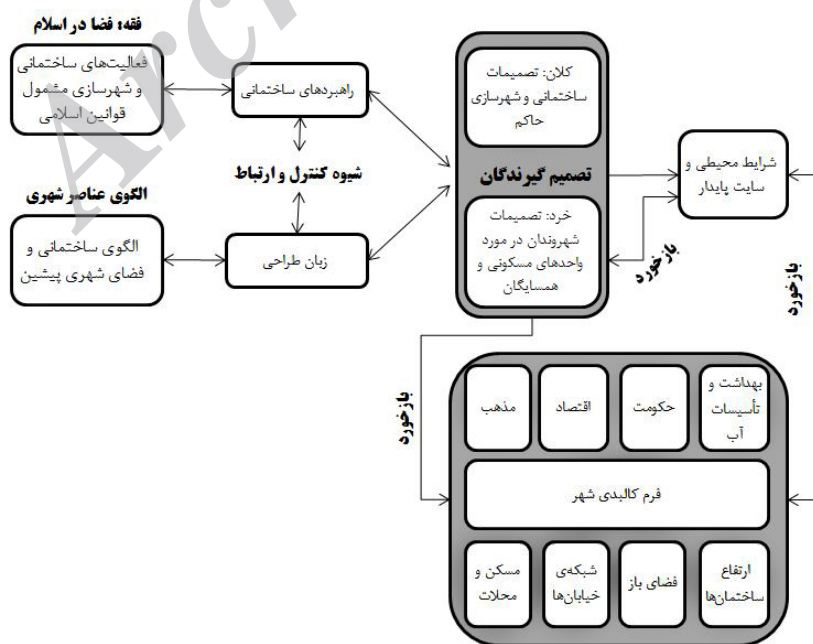 فقه؛ فضا در اسلام
فعالیت‌های ساختمانی
و شهرسازی مشمول
قوانین اسلامی
راهبردهای ساختمانی
شیوه کنترل و ارتباط
الگوی عناصر شهری
الگوی ساختمانی و
فضای شهری پیشین
زبان طراحی
کلان: تصمیمات
ساختمانی و شهرسازی
حاکم
تصمیم گیرندگان
خرد: تصمیمات
شهروندان در مورد
واحدهای مسکونی و
همسایگان
شرایط محیطی و
سایت پایدار
بازخورد
بازخورد
بازخورد
بهداشت و
تأسیسات
آب
حکومت
اقتصاد
مذهب
فرم کالبدی شهر
ارتفاع
ساختمان‌ها
فضای باز
شبکه‌ی
خیابان‌ها
مسکن و
محلات
Arc